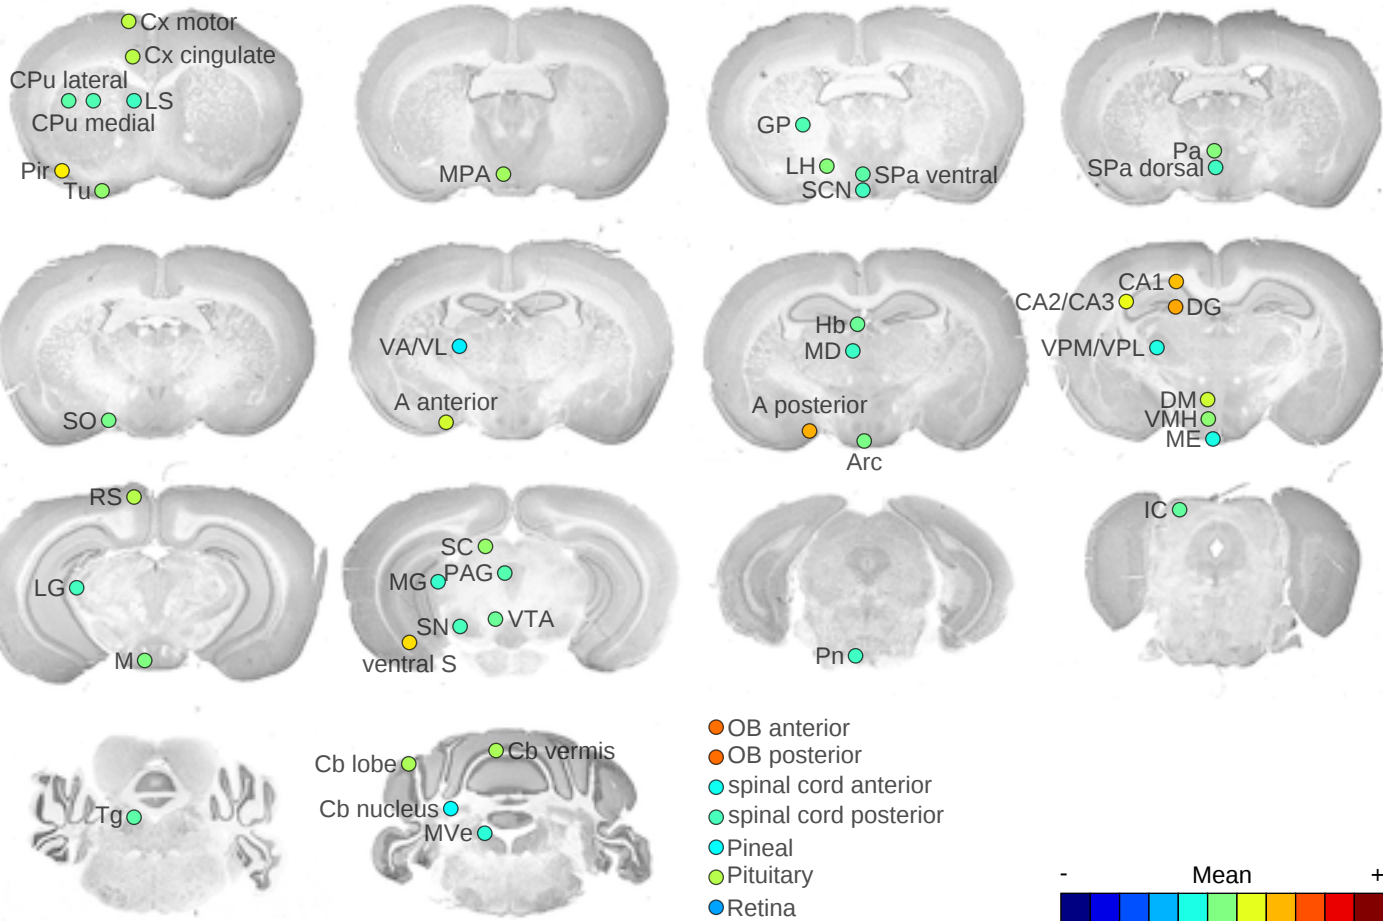 Cx motor
Cx cingulate
CPu lateral
LS
CPu medial
Pir
Tu
MPA
GP
LH
SPa ventral
SCN
Pa
SPa dorsal
SO
VA/VL
A anterior
Hb
MD
A posterior
Arc
CA1
CA2/CA3
DG
VPM/VPL
DM
VMH
ME
RS
LG
M
SC
MG
PAG
SN
VTA
ventral S
Pn
IC
Tg
Cb lobe
Cb vermis
Cb nucleus
MVe
OB anterior
OB posterior
spinal cord anterior
spinal cord posterior
Pineal
Pituitary
Retina
- Mean +